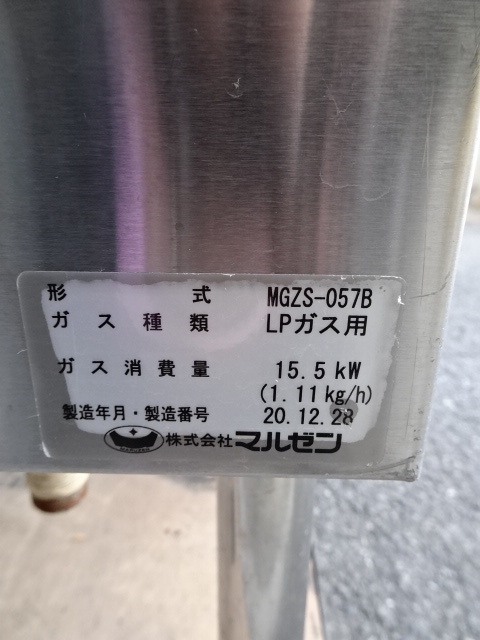 形式 MGZS-057B
ガス種類 LPガス用
ガス消費量 15.5kW
(1.11kg/h)
製造年月・製造番号 20.12.28
株式会社マルゼン